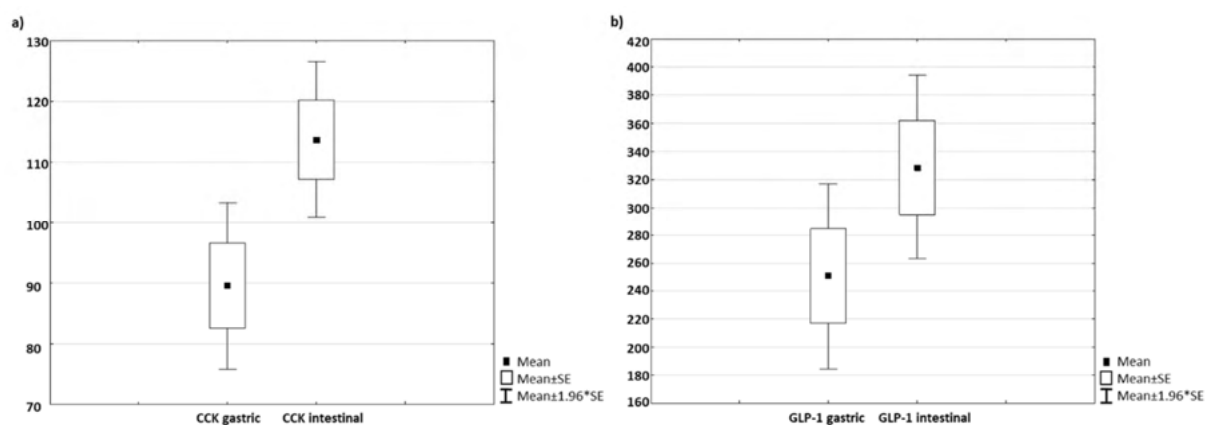 a)
130
120
110
100
90
80
70
CCK gastric CCK intestinal
Mean
Mean±SE
Mean±1.96*SE
b)
420
400
380
360
340
320
300
280
260
240
220
200
180
160
GLP-1 gastric GLP-1 intestinal
Mean
Mean±SE
Mean±1.96*SE